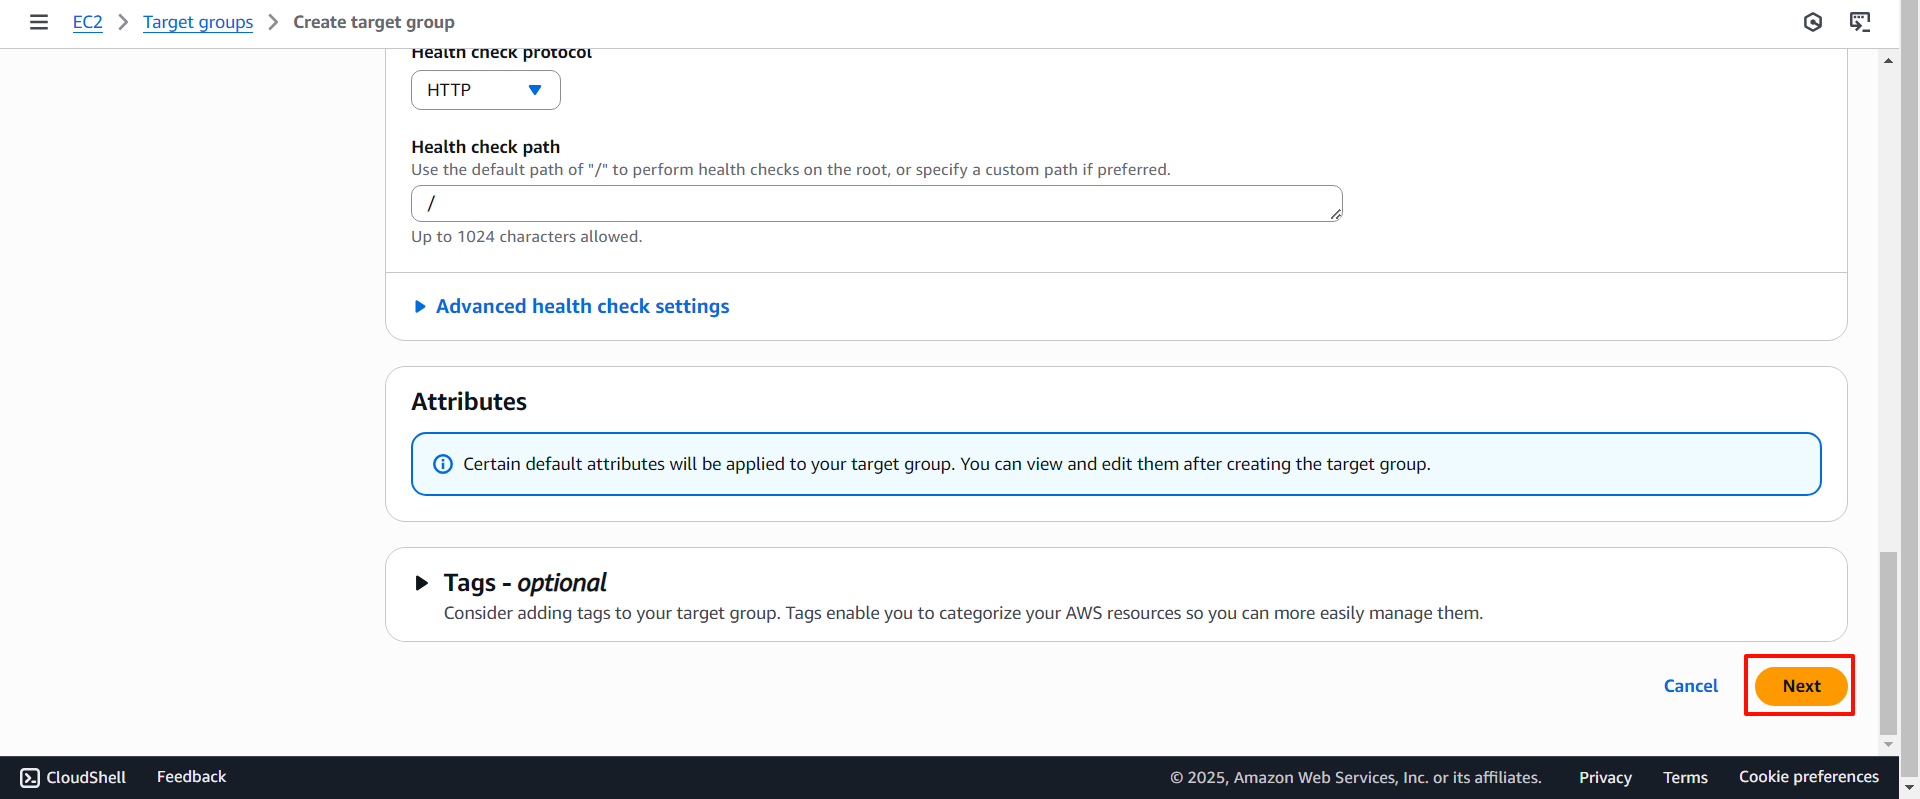 EC2 > Target groups > Create target group
Health check protocol
HTTP
Health check path
Use the default path of "/" to perform health checks on the root, or specify a custom path if preferred.
/
Up to 1024 characters allowed.
Advanced health check settings
Attributes
Certain default attributes will be applied to your target group. You can view and edit them after creating the target group.
Tags - optional
Consider adding tags to your target group. Tags enable you to categorize your AWS resources so you can more easily manage them.
Cancel Next
CloudShell Feedback © 2025, Amazon Web Services, Inc. or its affiliates. Privacy Terms Cookie preferences